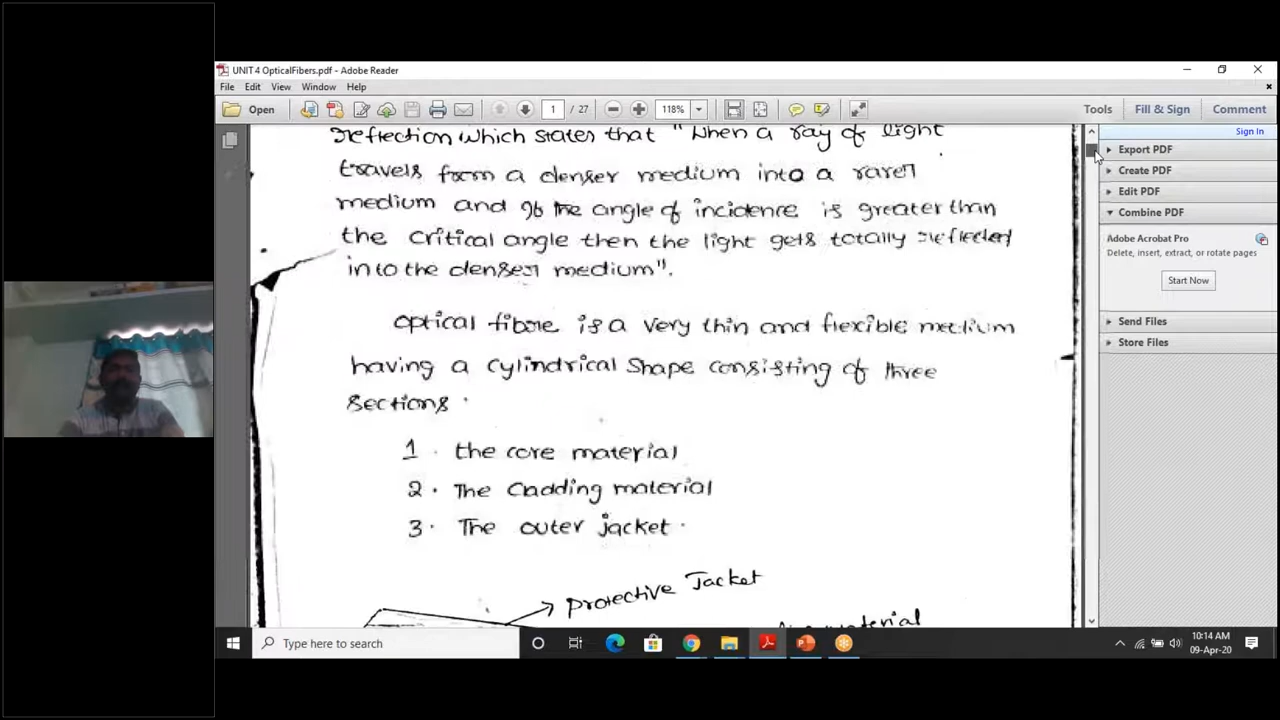 UNIT 4 OpticalFibers.pdf - Adobe Reader
File Edit View Window Help
Open 1 / 27 118% Tools Fill & Sign Comment
Sign In
Export PDF
Create PDF
Edit PDF
Combine PDF
Adobe Acrobat Pro
Delete, insert, extract, or rotate pages
Start Now
Send Files
Store Files
reflection which states that "When a ray of light
travels from a denser medium into a rarer
medium and If the angle of incidence is greater than
the critical angle then the light gets totally reflected
into the denser medium".
optical fibre is a very thin and flexible medium
having a cylindrical shape consisting of three
sections.
1. the core material
2. The Cladding material
3. The outer jacket.
protective Jacket
material
Type here to search
10:14 AM
09-Apr-20